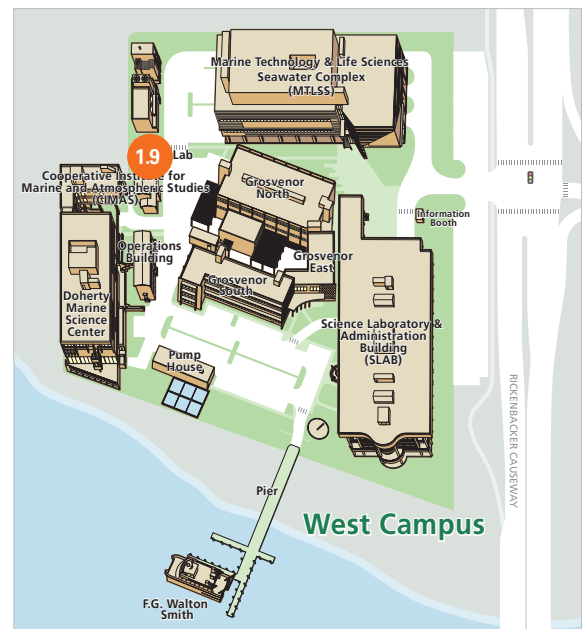 Marine Technology & Life Sciences
Seawater Complex
(MTLSS)
1.9
Lab
Cooperative Institute for
Marine and Atmospheric Studies
(CIMAS)
Grosvenor
North
Information
Booth
Operations
Building
Grosvenor
East
Grosvenor
South
Doherty
Marine
Science
Center
Science Laboratory &
Administration
Building
(SLAB)
Pump
House
RICKENBACKER CAUSEWAY
Pier
West Campus
F.G. Walton
Smith